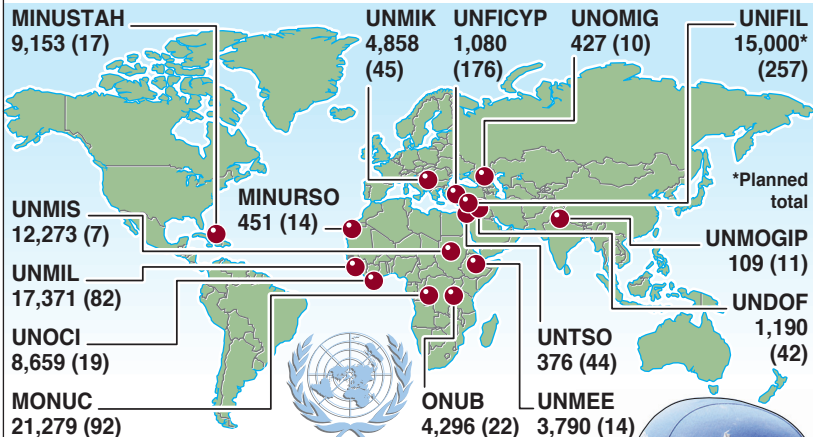 MINUSTAH
9,153 (17)
UNMIK
4,858
(45)
UNFICYP
1,080
(176)
UNOMIG
427 (10)
UNIFIL
15,000*
(257)
*Planned
total
MINURSO
451 (14)
UNMIS
12,273 (7)
UNMIL
17,371 (82)
UNOCI
8,659 (19)
MONUC
21,279 (92)
ONUB
4,296 (22)
UNMEE
3,790 (14)
UNTSO
376 (44)
UNMOGIP
109 (11)
UNDOF
1,190
(42)